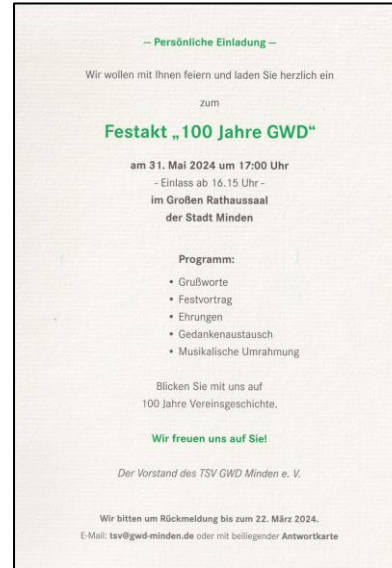 – Persönliche Einladung –
Wir wollen mit Ihnen feiern und laden Sie herzlich ein
zum
Festakt „100 Jahre GWD“
am 31. Mai 2024 um 17:00 Uhr
- Einlass ab 16.15 Uhr -
im Großen Rathaussaal
der Stadt Minden
Programm:
• Grußworte
• Festvortrag
• Ehrungen
• Gedankenaustausch
• Musikalische Umrahmung
Blicken Sie mit uns auf
100 Jahre Vereinsgeschichte.
Wir freuen uns auf Sie!
Der Vorstand des TSV GWD Minden e. V.
Wir bitten um Rückmeldung bis zum 22. März 2024.
E-Mail: tsv@gwd-minden.de oder mit beiliegender Antwortkarte